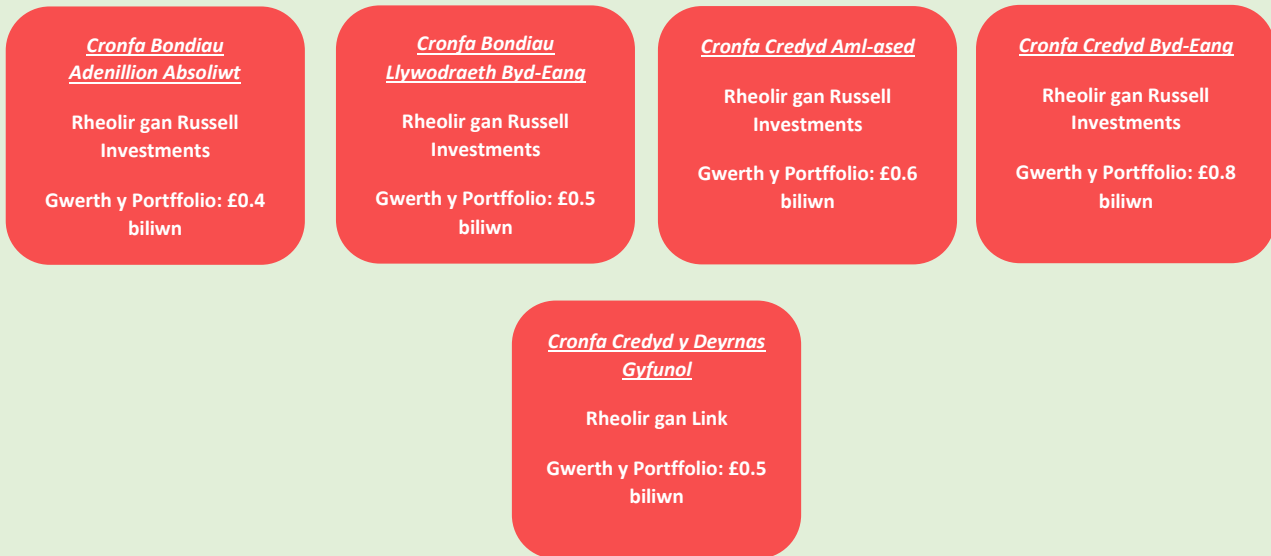 Cronfa Bondiau
Adenillion Absoliwt
Rheolir gan Russell
Investments
Gwerth y Portffolio: £0.4
biliwn
Cronfa Bondiau
Llywodraeth Byd-Eang
Rheolir gan Russell
Investments
Gwerth y Portffolio: £0.5
biliwn
Cronfa Credyd Aml-ased
Rheolir gan Russell
Investments
Gwerth y Portffolio: £0.6
biliwn
Cronfa Credyd Byd-Eang
Rheolir gan Russell
Investments
Gwerth y Portffolio: £0.8
biliwn
Cronfa Credyd y Deyrnas
Gyfunol
Rheolir gan Link
Gwerth y Portffolio: £0.5
biliwn